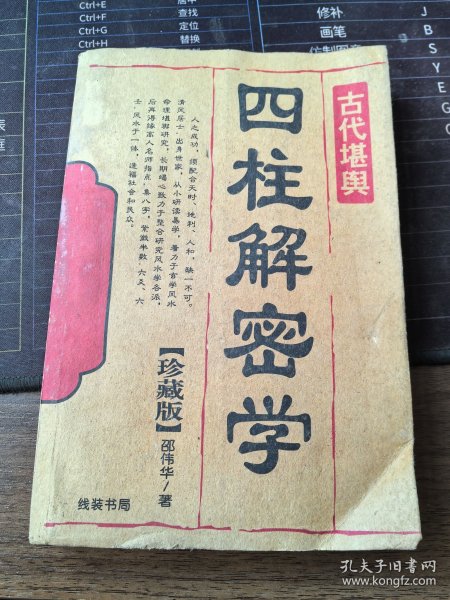 古代堪舆
四柱解密学
【珍藏版】
邵伟华/著
线装书局
人之成功，须配合天时、地利、人和，缺一不可。
清风居士，出身世家，从小研读易学，着力于玄学风水
命理堪舆研究，长期竭心致力于整合研究风水学各派，
后再得缘高人名师指点，集八字、紫微斗数、六爻、六
壬、风水于一体，造福社会和民众。
Ctrl+E
Ctrl+F
查找
Ctrl+G
定位
Ctrl+H
替换
修补
画笔
J
B
S
Y
E
孔夫子旧书网
www.kongfz.com